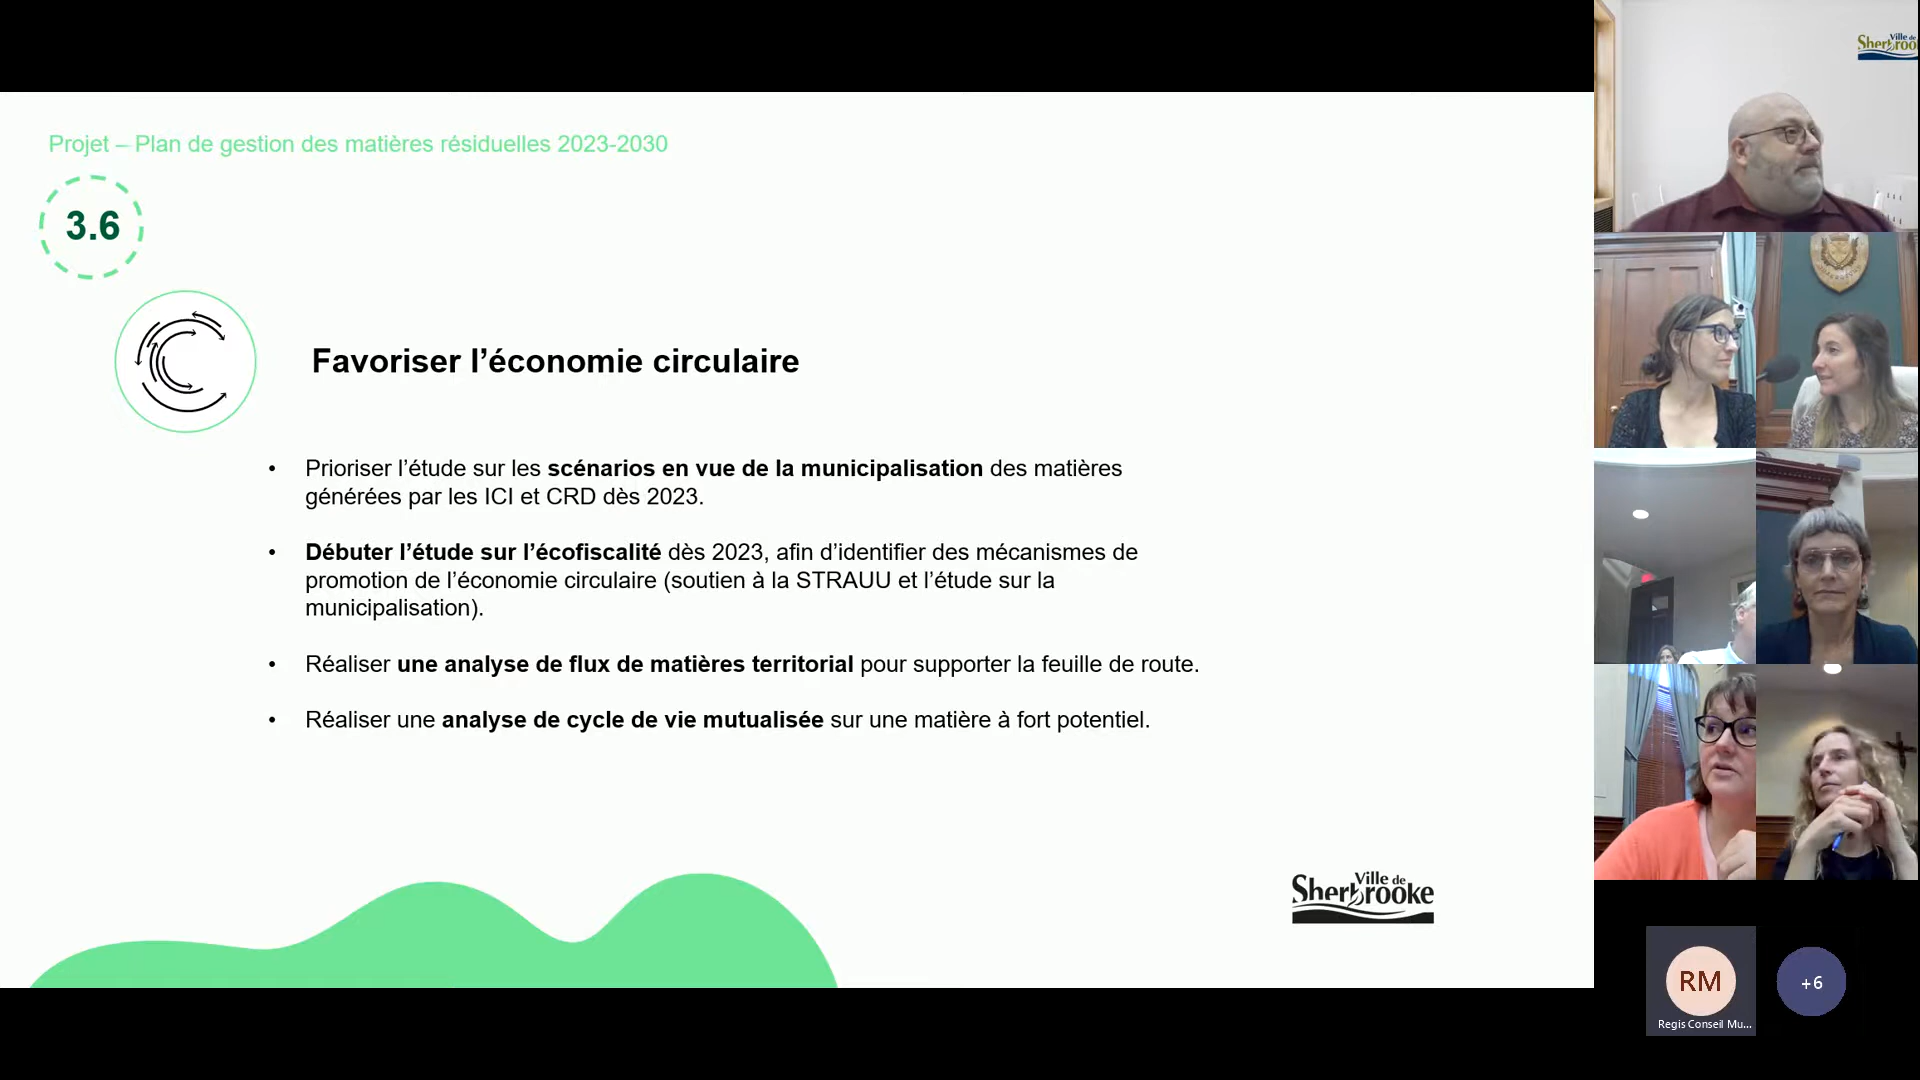 Projet – Plan de gestion des matières résiduelles 2023-2030
3.6
Favoriser l’économie circulaire
• Prioriser l’étude sur les scénarios en vue de la municipalisation des matières
générées par les ICI et CRD dès 2023.
• Débuter l’étude sur l’écofiscalité dès 2023, afin d’identifier des mécanismes de
promotion de l’économie circulaire (soutien à la STRAUU et l’étude sur la
municipalisation).
• Réaliser une analyse de flux de matières territorial pour supporter la feuille de route.
• Réaliser une analyse de cycle de vie mutualisée sur une matière à fort potentiel.
Ville de
Sherbrooke
Ville de
Sherbroo
RM
Regis Conseil Mu...
+6